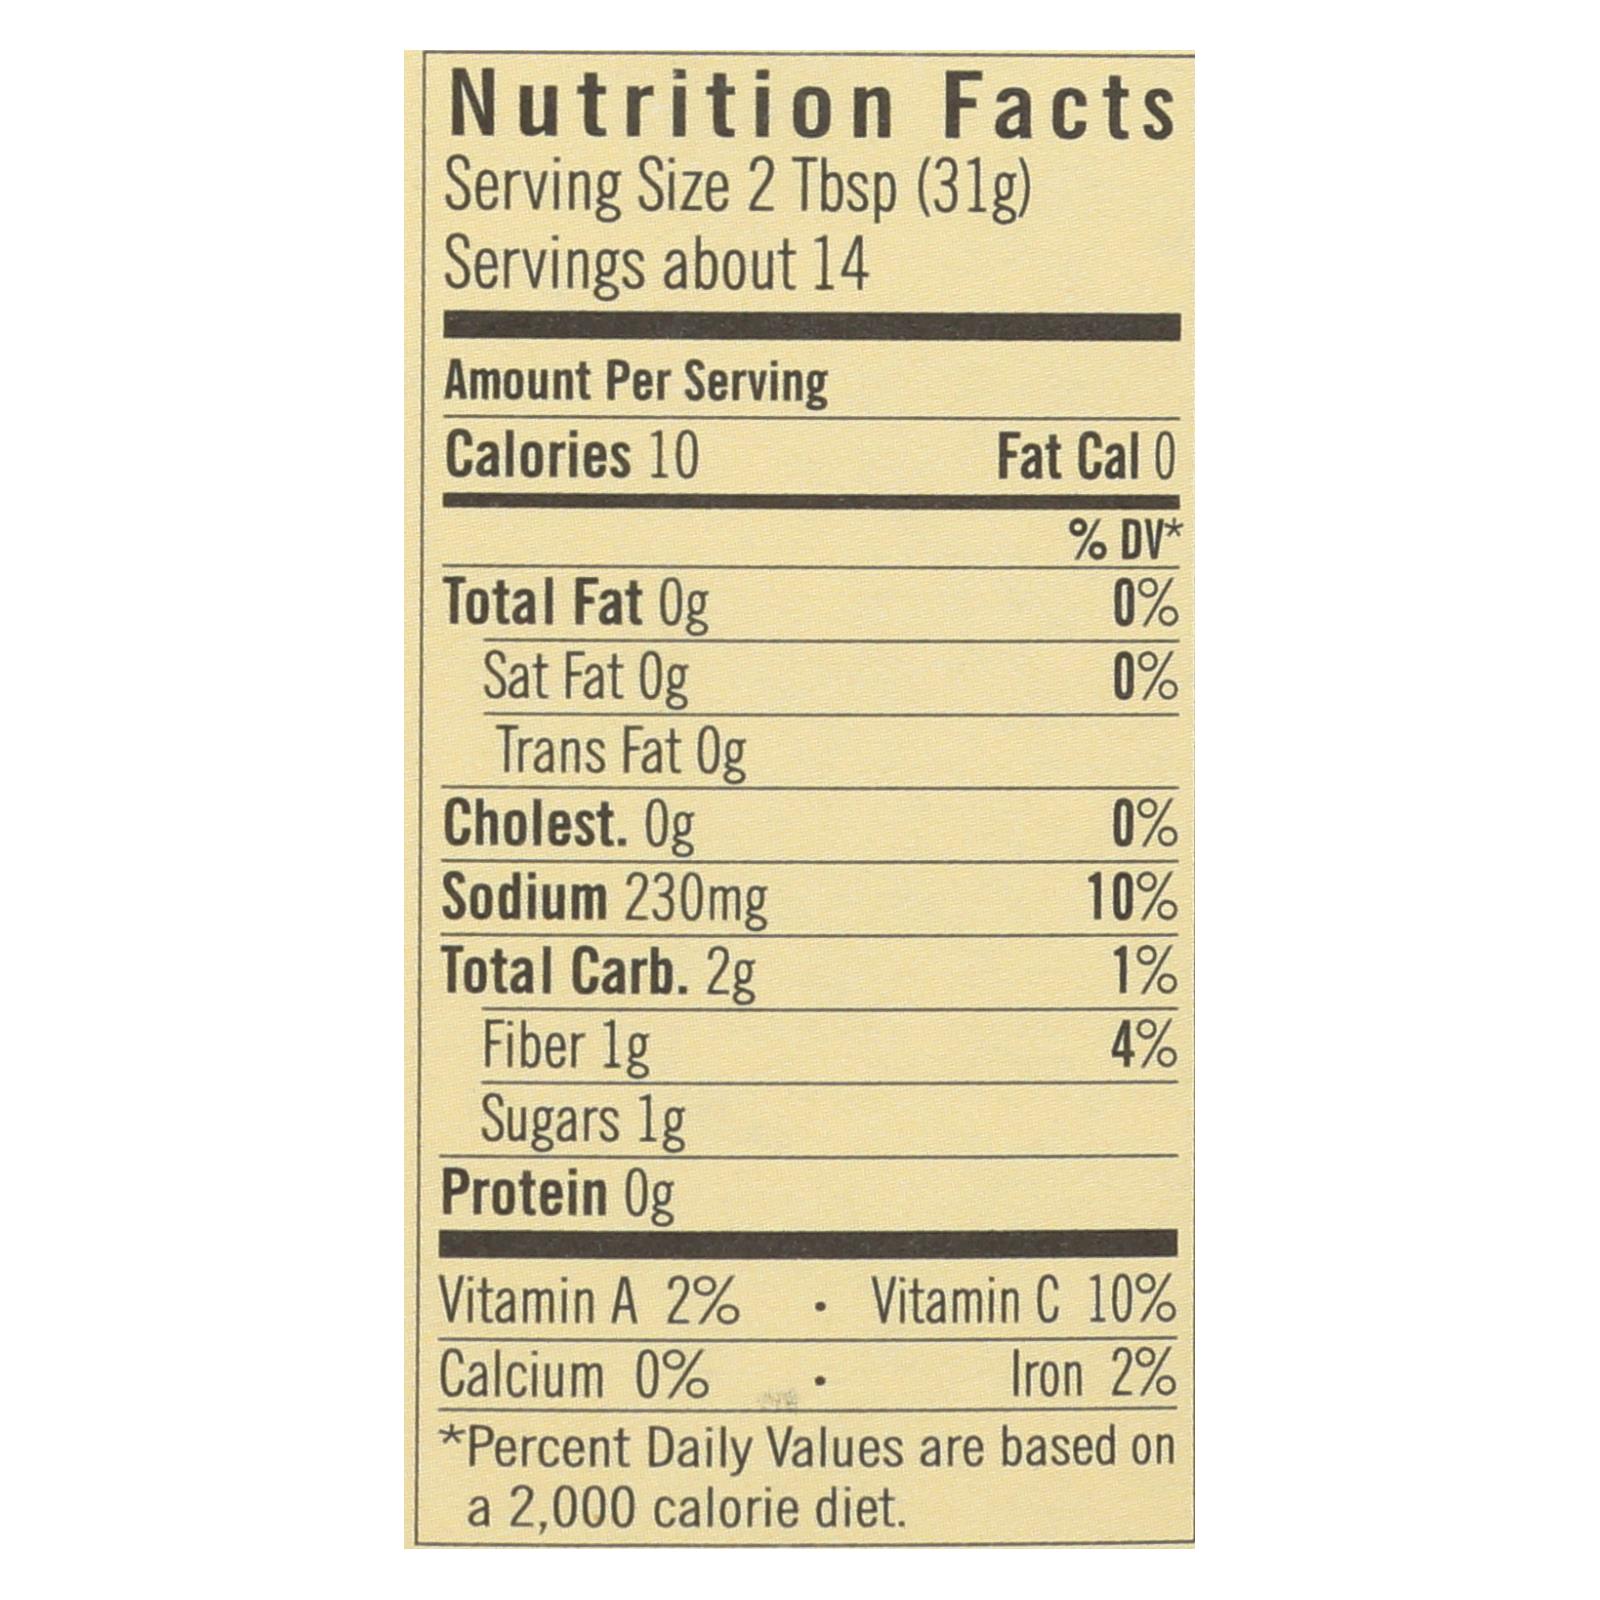 Nutrition Facts
Serving Size 2 Tbsp (31g)
Servings about 14
Amount Per Serving
Calories 10 Fat Cal 0
% DV*
Total Fat 0g 0%
Sat Fat 0g 0%
Trans Fat 0g
Cholest. 0g 0%
Sodium 230mg 10%
Total Carb. 2g 1%
Fiber 1g 4%
Sugars 1g
Protein 0g
Vitamin A 2% • Vitamin C 10%
Calcium 0% • Iron 2%
*Percent Daily Values are based on
a 2,000 calorie diet.